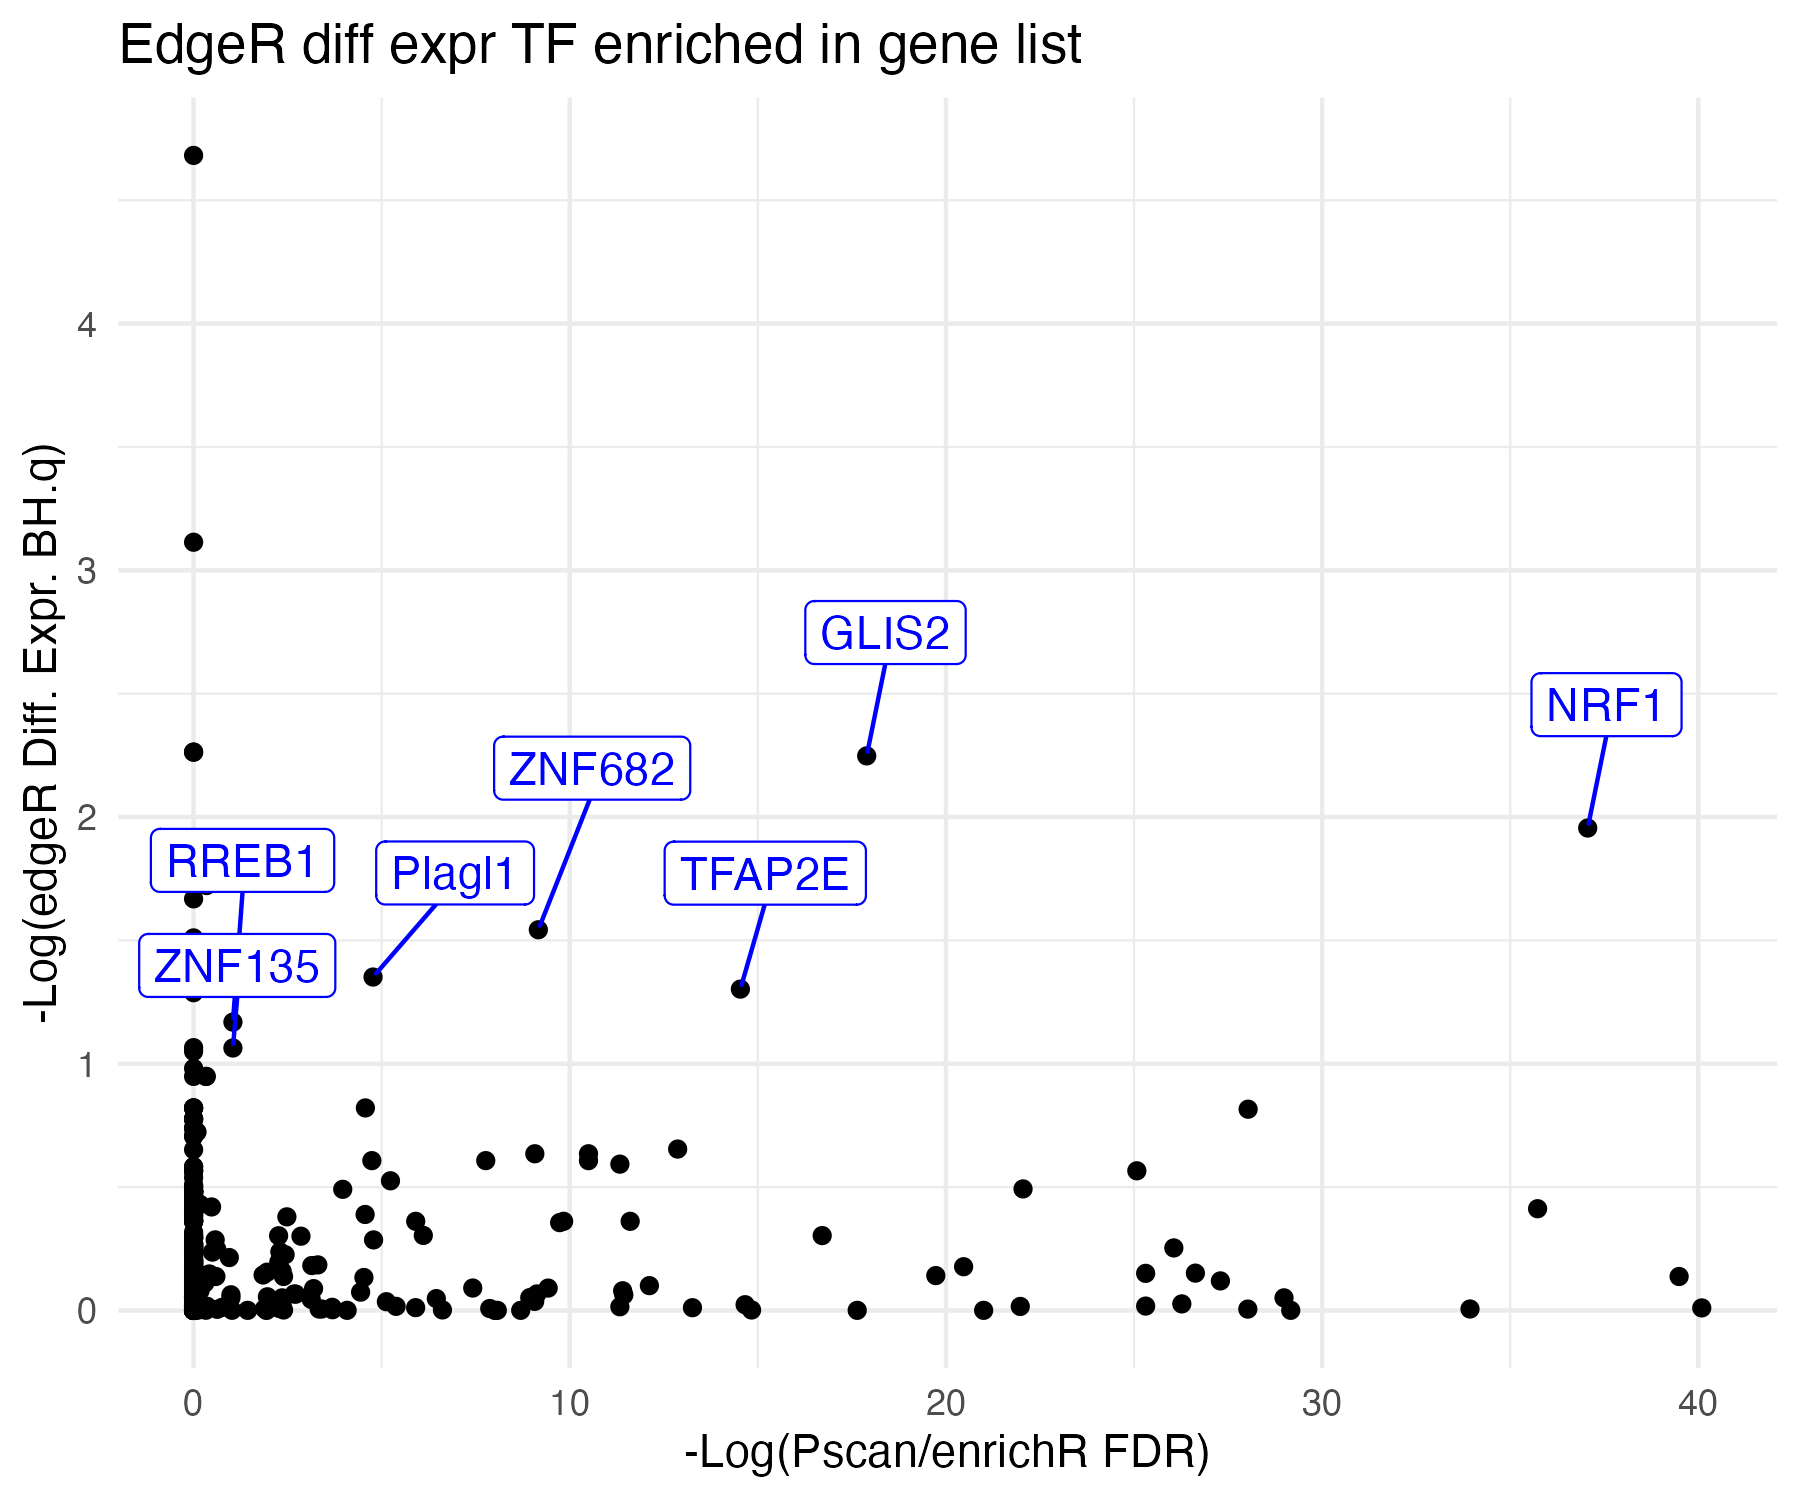 EdgeR diff expr TF enriched in gene list
-Log(edgeR Diff. Expr. BH.q)
4
3
2
1
0
GLIS2
NRF1
ZNF682
RREB1
Plagl1
TFAP2E
ZNF135
0 10 20 30 40
-Log(Pscan/enrichR FDR)